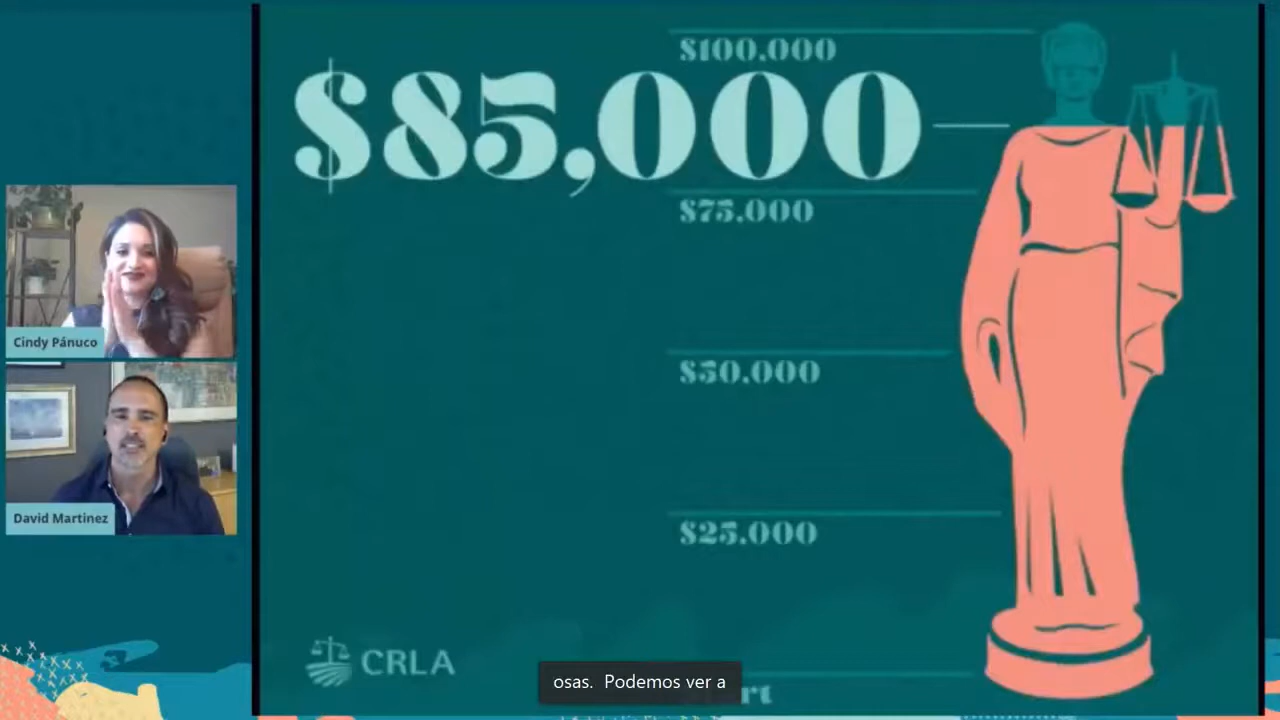 $100,000
$85,000
$75,000
$50,000
$25,000
Cindy Pánuco
David Martinez
CRLA
osas. Podemos ver a